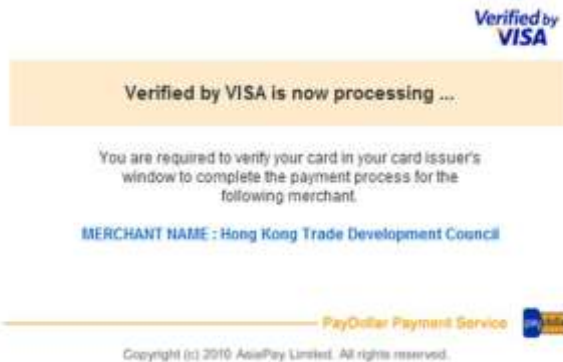 Verified by
VISA
Verified by VISA is now processing ...
You are required to verify your card in your card issuer's
window to complete the payment process for the
following merchant.
MERCHANT NAME : Hong Kong Trade Development Council
PayDollar Payment Service
Copyright (c) 2010 AsiaPay Limited. All rights reserved.